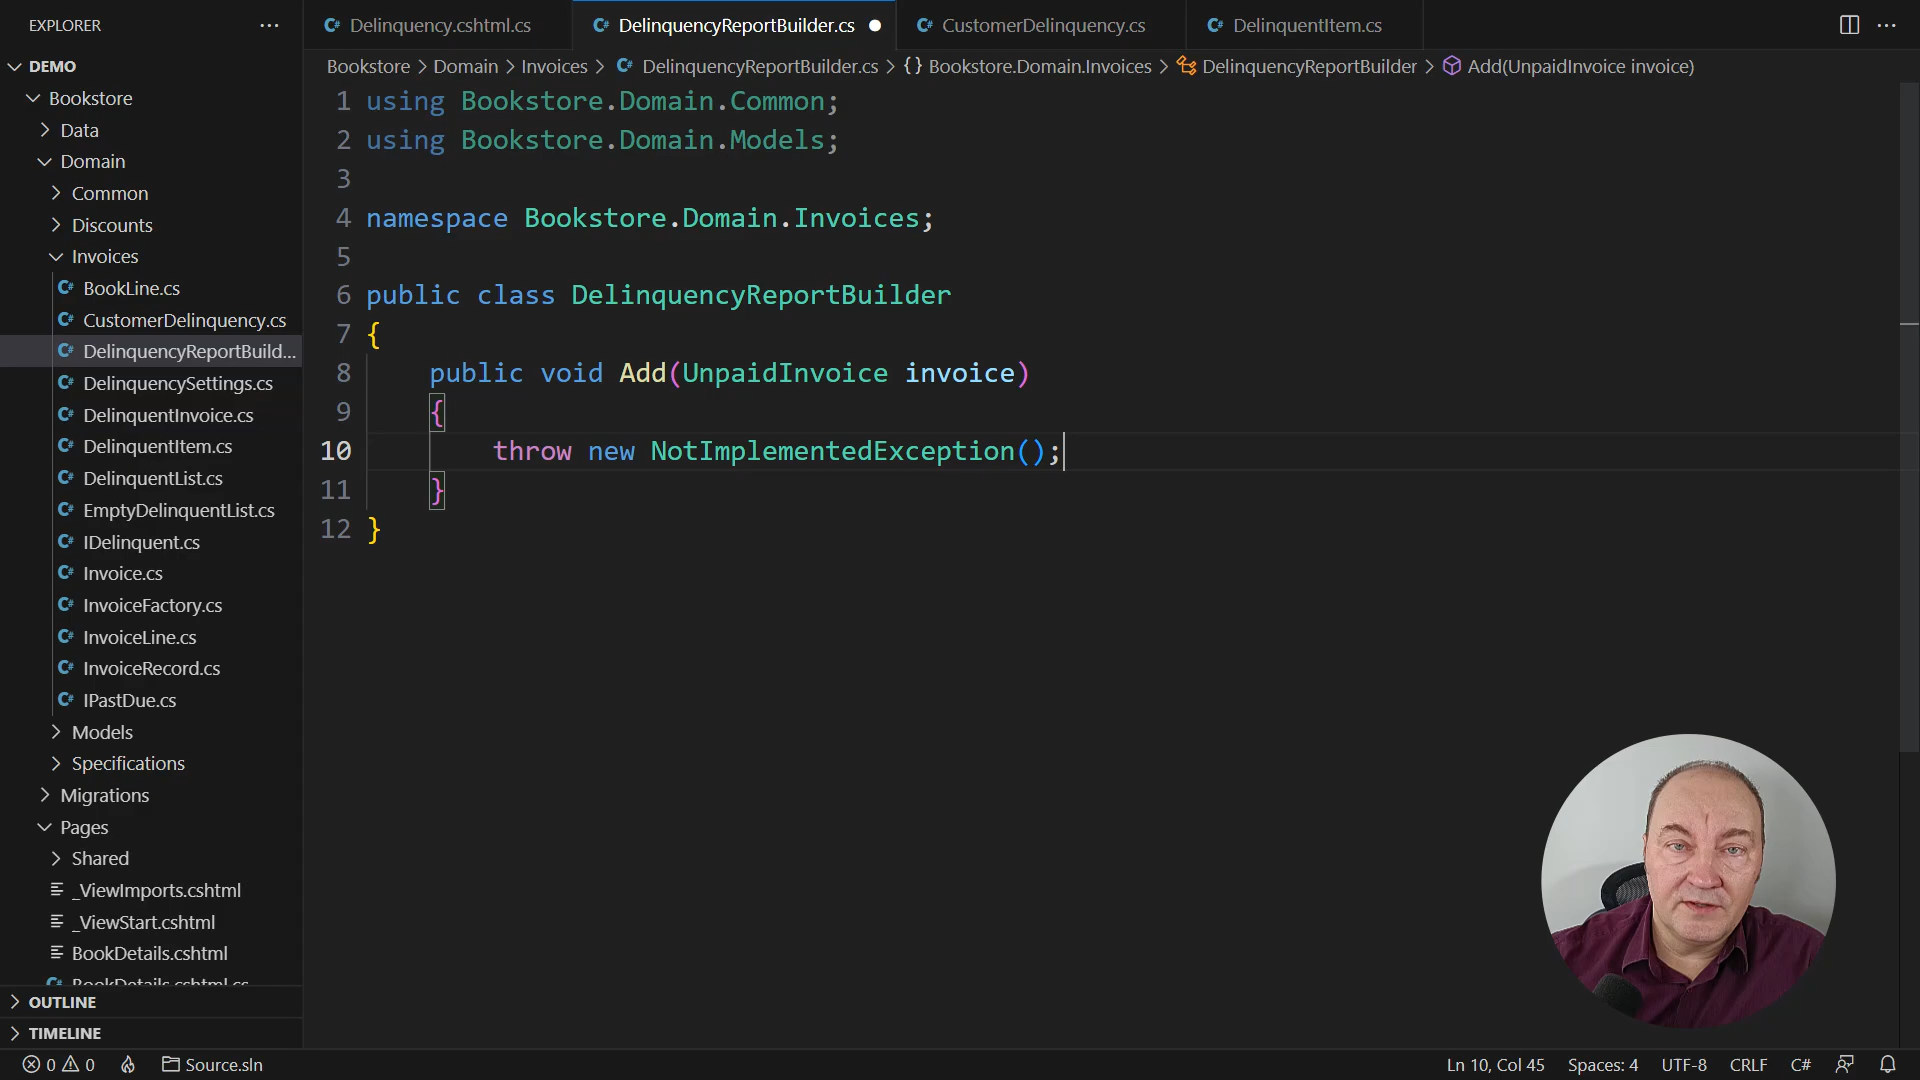 EXPLORER
DEMO
Bookstore
Data
Domain
Common
Discounts
Invoices
BookLine.cs
CustomerDelinquency.cs
DelinquencyReportBuild...
DelinquencySettings.cs
DelinquentInvoice.cs
DelinquentItem.cs
DelinquentList.cs
EmptyDelinquentList.cs
IDelinquent.cs
Invoice.cs
InvoiceFactory.cs
InvoiceLine.cs
InvoiceRecord.cs
IPastDue.cs
Models
Specifications
Migrations
Pages
Shared
_ViewImports.cshtml
_ViewStart.cshtml
BookDetails.cshtml
BookDetails.cshtml.cs
OUTLINE
TIMELINE
Delinquency.cshtml.cs DelinquencyReportBuilder.cs CustomerDelinquency.cs DelinquentItem.cs
Bookstore > Domain > Invoices > DelinquencyReportBuilder.cs > {} Bookstore.Domain.Invoices > DelinquencyReportBuilder > Add(UnpaidInvoice invoice)
1 using Bookstore.Domain.Common;
2 using Bookstore.Domain.Models;
3
4 namespace Bookstore.Domain.Invoices;
5
6 public class DelinquencyReportBuilder
7 {
8 public void Add(UnpaidInvoice invoice)
9 {
10 throw new NotImplementedException();
11 }
12 }
0 0 Source.sln Ln 10, Col 45 Spaces: 4 UTF-8 CRLF C#